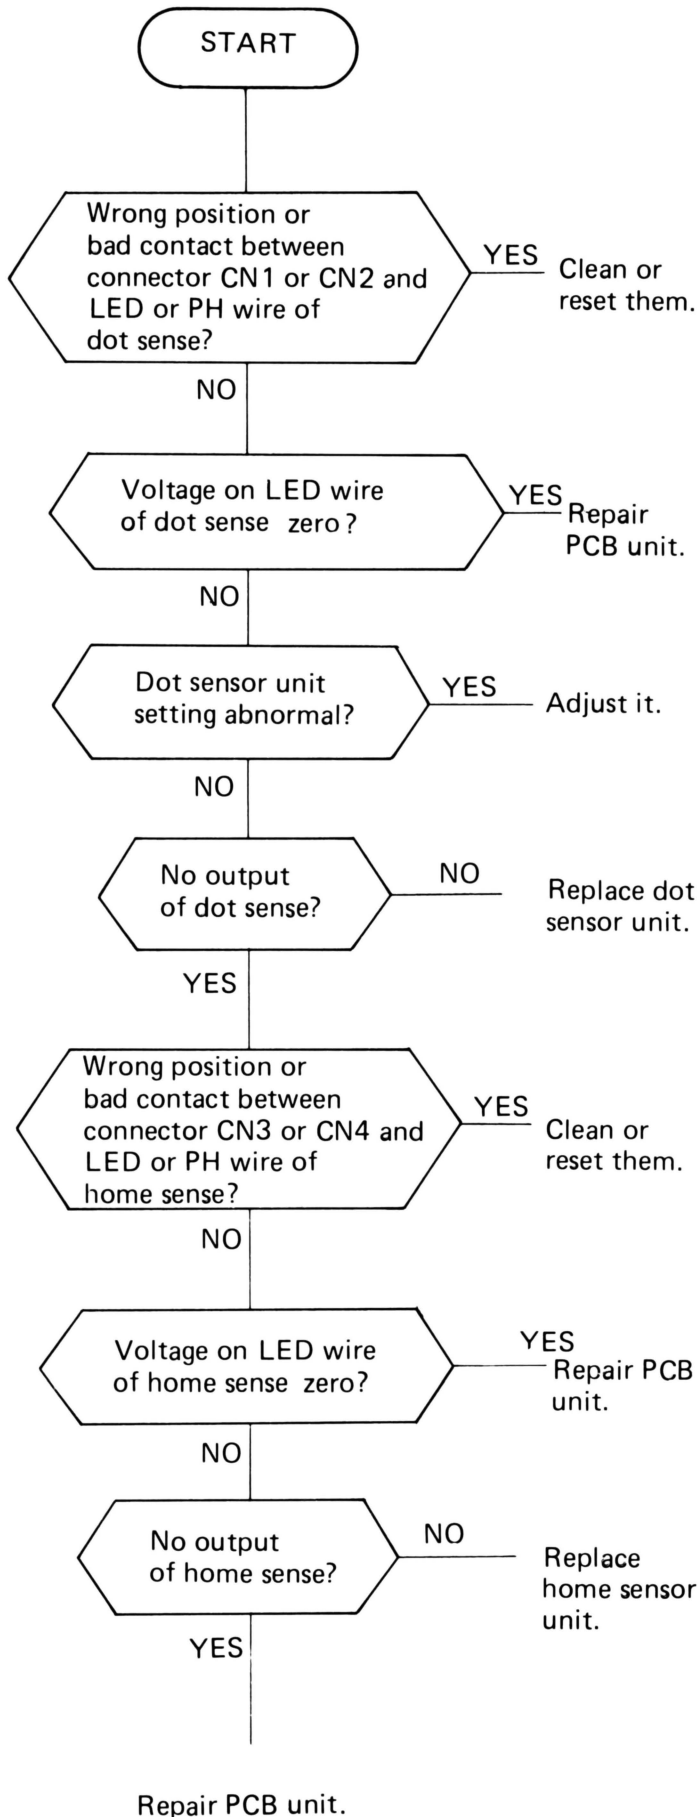 START
Wrong position or
bad contact between
connector CN1 or CN2 and
LED or PH wire of
dot sense?
YES
Clean or
reset them.
NO
Voltage on LED wire
of dot sense zero?
YES
Repair
PCB unit.
NO
Dot sensor unit
setting abnormal?
YES
Adjust it.
NO
No output
of dot sense?
NO
Replace dot
sensor unit.
YES
Wrong position or
bad contact between
connector CN3 or CN4 and
LED or PH wire of
home sense?
YES
Clean or
reset them.
NO
Voltage on LED wire
of home sense zero?
YES
Repair PCB
unit.
NO
No output
of home sense?
NO
Replace
home sensor
unit.
YES
Repair PCB unit.